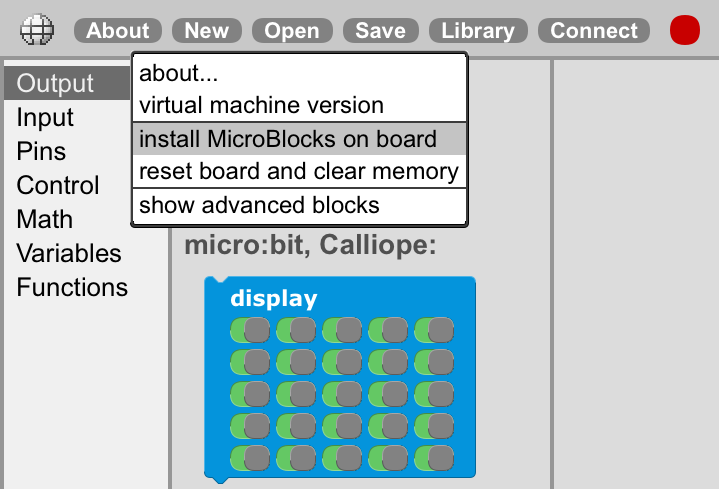 About New Open Save Library Connect
Output
Input
Pins
Control
Math
Variables
Functions
about...
virtual machine version
install MicroBlocks on board
reset board and clear memory
show advanced blocks
micro:bit, Calliope:
display